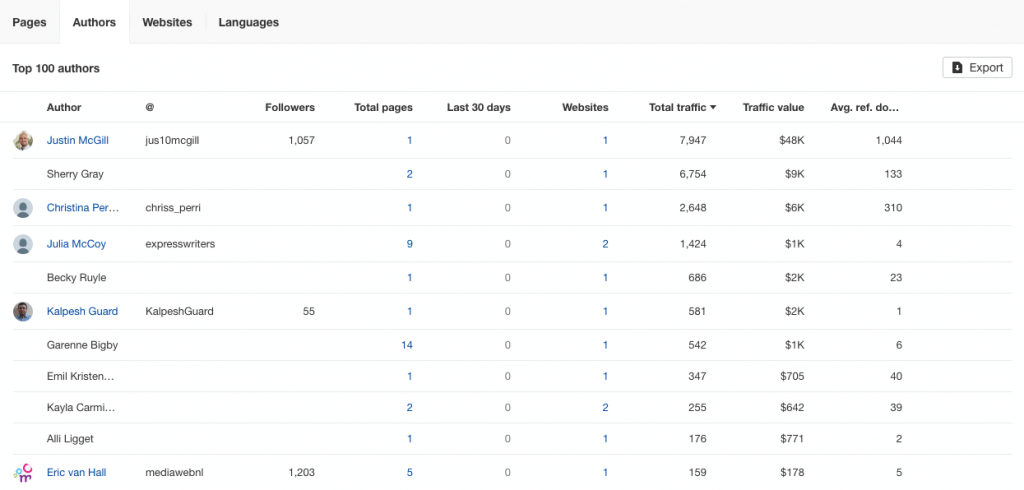 Pages Authors Websites Languages
Top 100 authors Export
Author @ Followers Total pages Last 30 days Websites Total traffic Traffic value Avg. ref. do...
Justin McGill jus10mcgill 1,057 1 0 1 7,947 $48K 1,044
Sherry Gray 2 0 1 6,754 $9K 133
Christina Per... chriss_perri 1 0 1 2,648 $6K 310
Julia McCoy expresswriters 9 0 2 1,424 $1K 4
Becky Ruyle 1 0 1 686 $2K 23
Kalpesh Guard KalpeshGuard 55 1 0 1 581 $2K 1
Garenne Bigby 14 0 1 542 $1K 6
Emil Kristen... 1 0 1 347 $705 40
Kayla Carmi... 2 0 2 255 $642 39
Alli Ligget 1 0 1 176 $771 2
Eric van Hall mediawebnl 1,203 5 0 1 159 $178 5